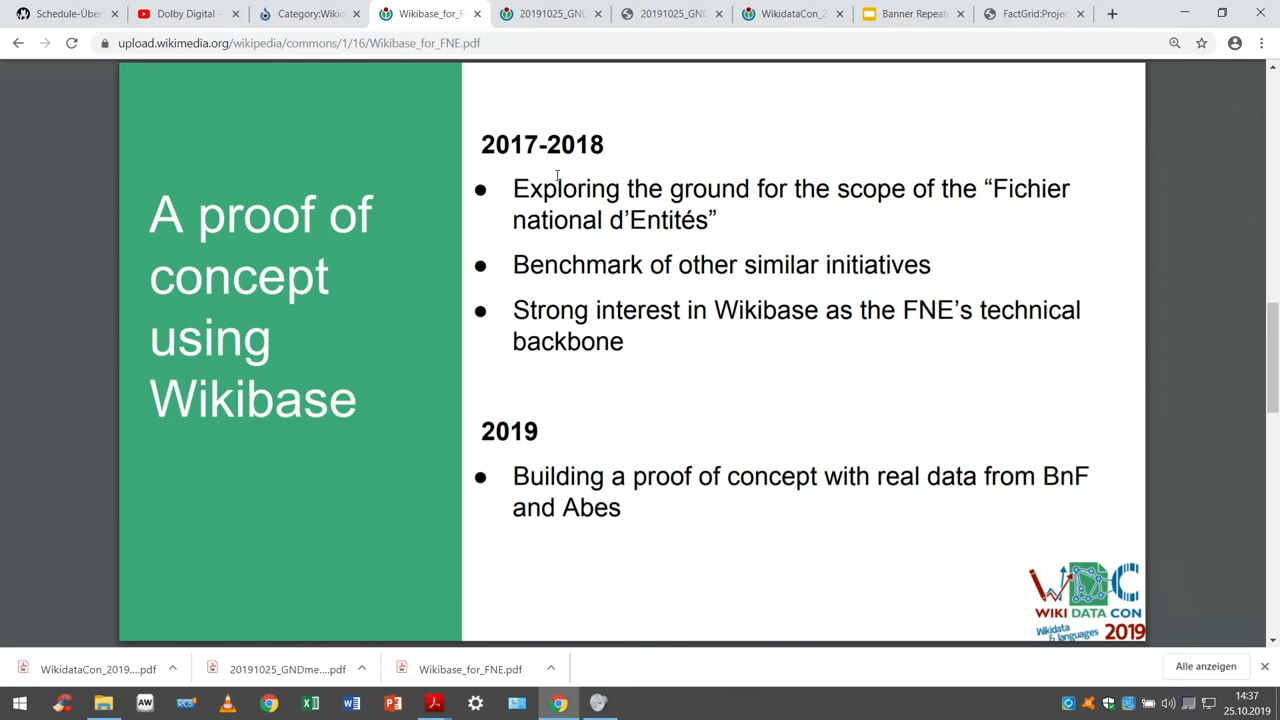 Schedule-Über
Dolby Digital -
Category:Wiki
Wikibase_for_F
20191025_GN
20191025_GN
WikidataCon_2
Banner Repeat
FactGrid:Proje
upload.wikimedia.org/wikipedia/commons/1/16/Wikibase_for_FNE.pdf
A proof of
concept
using
Wikibase
2017-2018
● Exploring the ground for the scope of the “Fichier
national d’Entités”
● Benchmark of other similar initiatives
● Strong interest in Wikibase as the FNE’s technical
backbone
2019
● Building a proof of concept with real data from BnF
and Abes
WIKI DATA CON
Wikidata & languages 2019
WikidataCon_2019....pdf
20191025_GNDme....pdf
Wikibase_for_FNE.pdf
Alle anzeigen
AW
14:37
25.10.2019